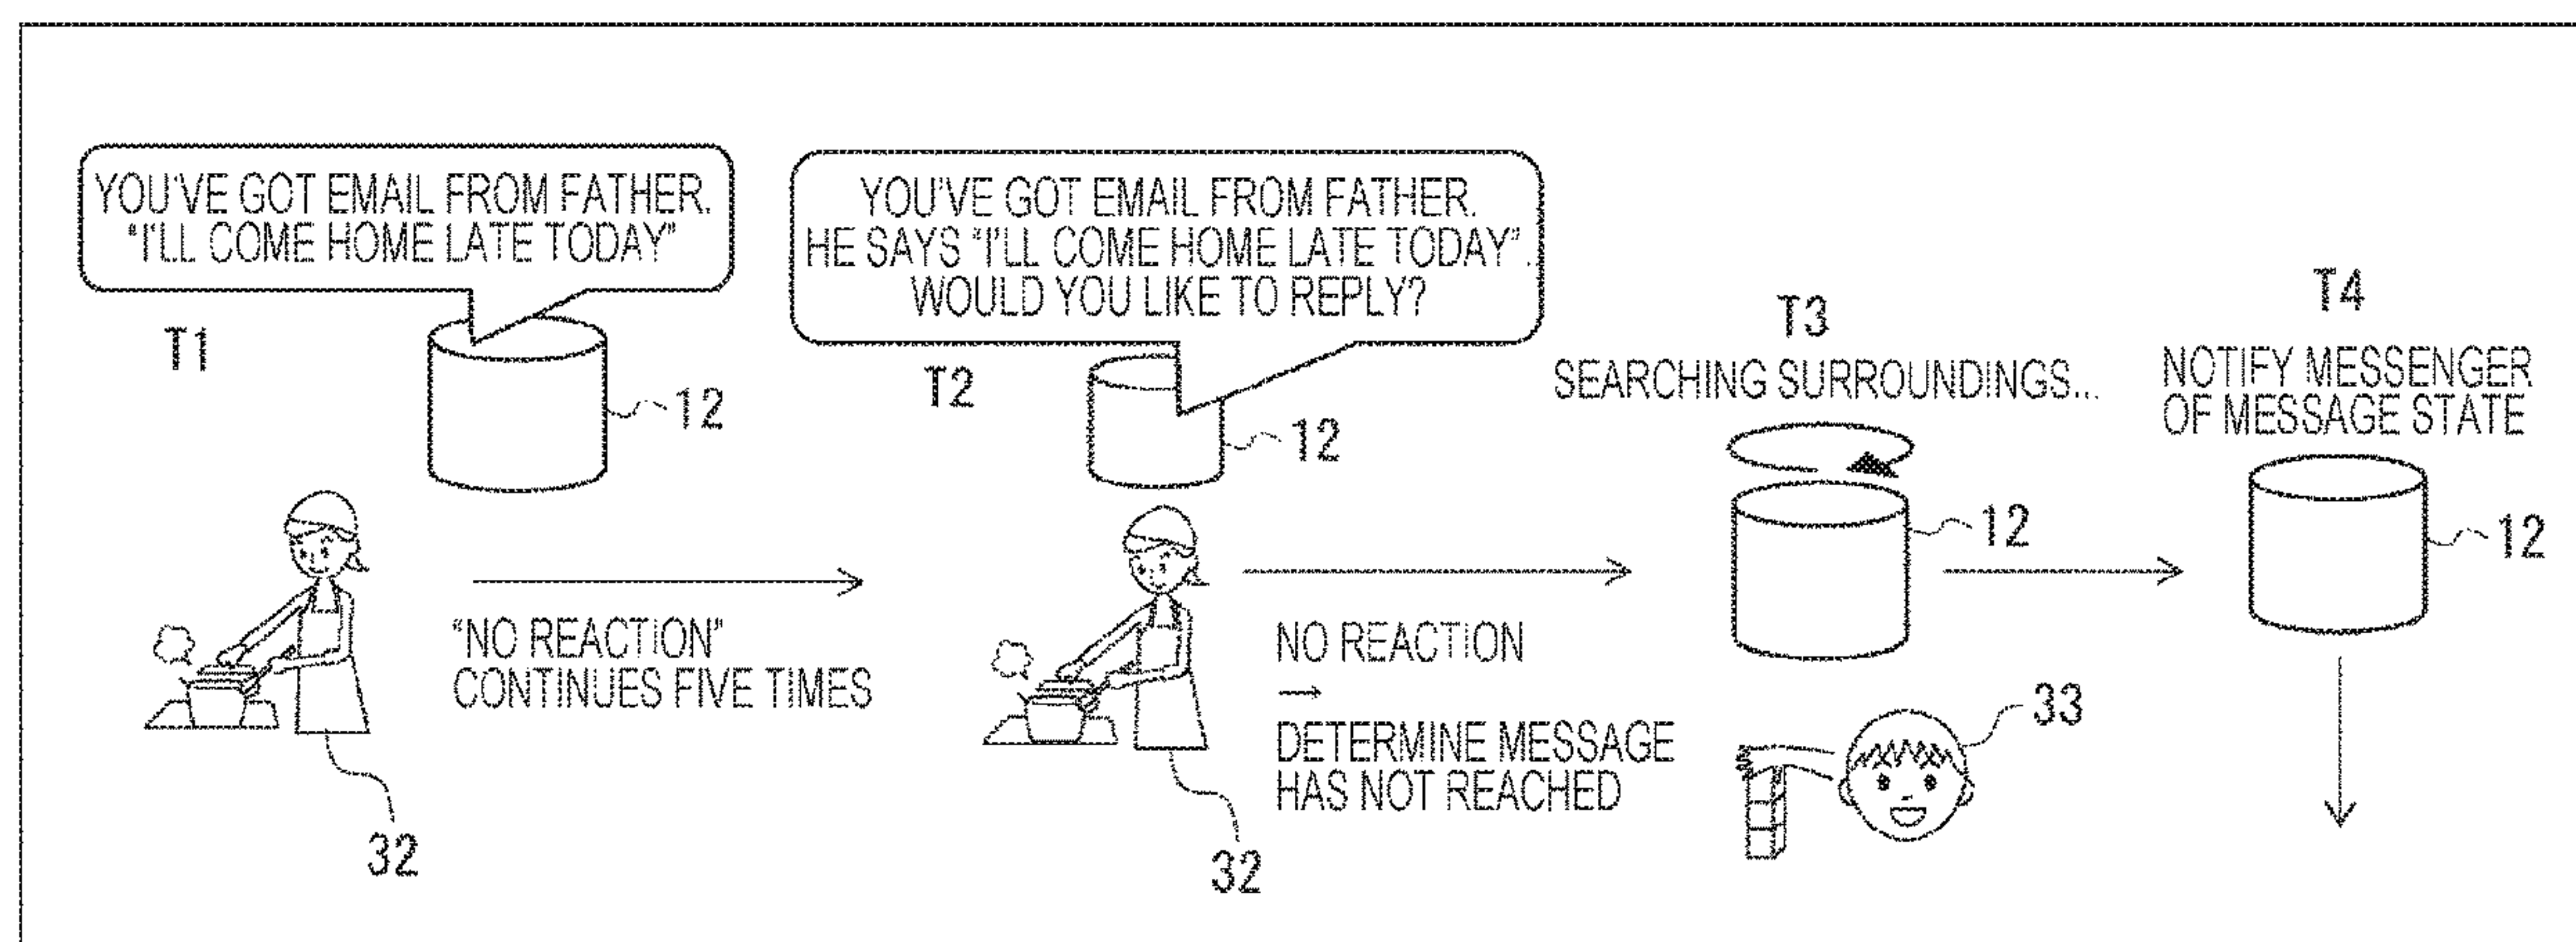 YOU'VE GOT EMAIL FROM FATHER.
"I'LL COME HOME LATE TODAY"
T1
12
32
"NO REACTION"
CONTINUES FIVE TIMES
YOU'VE GOT EMAIL FROM FATHER.
HE SAYS "I'LL COME HOME LATE TODAY".
WOULD YOU LIKE TO REPLY?
T2
12
32
NO REACTION
→
DETERMINE MESSAGE
HAS NOT REACHED
T3
SEARCHING SURROUNDINGS...
12
33
T4
NOTIFY MESSENGER
OF MESSAGE STATE
12